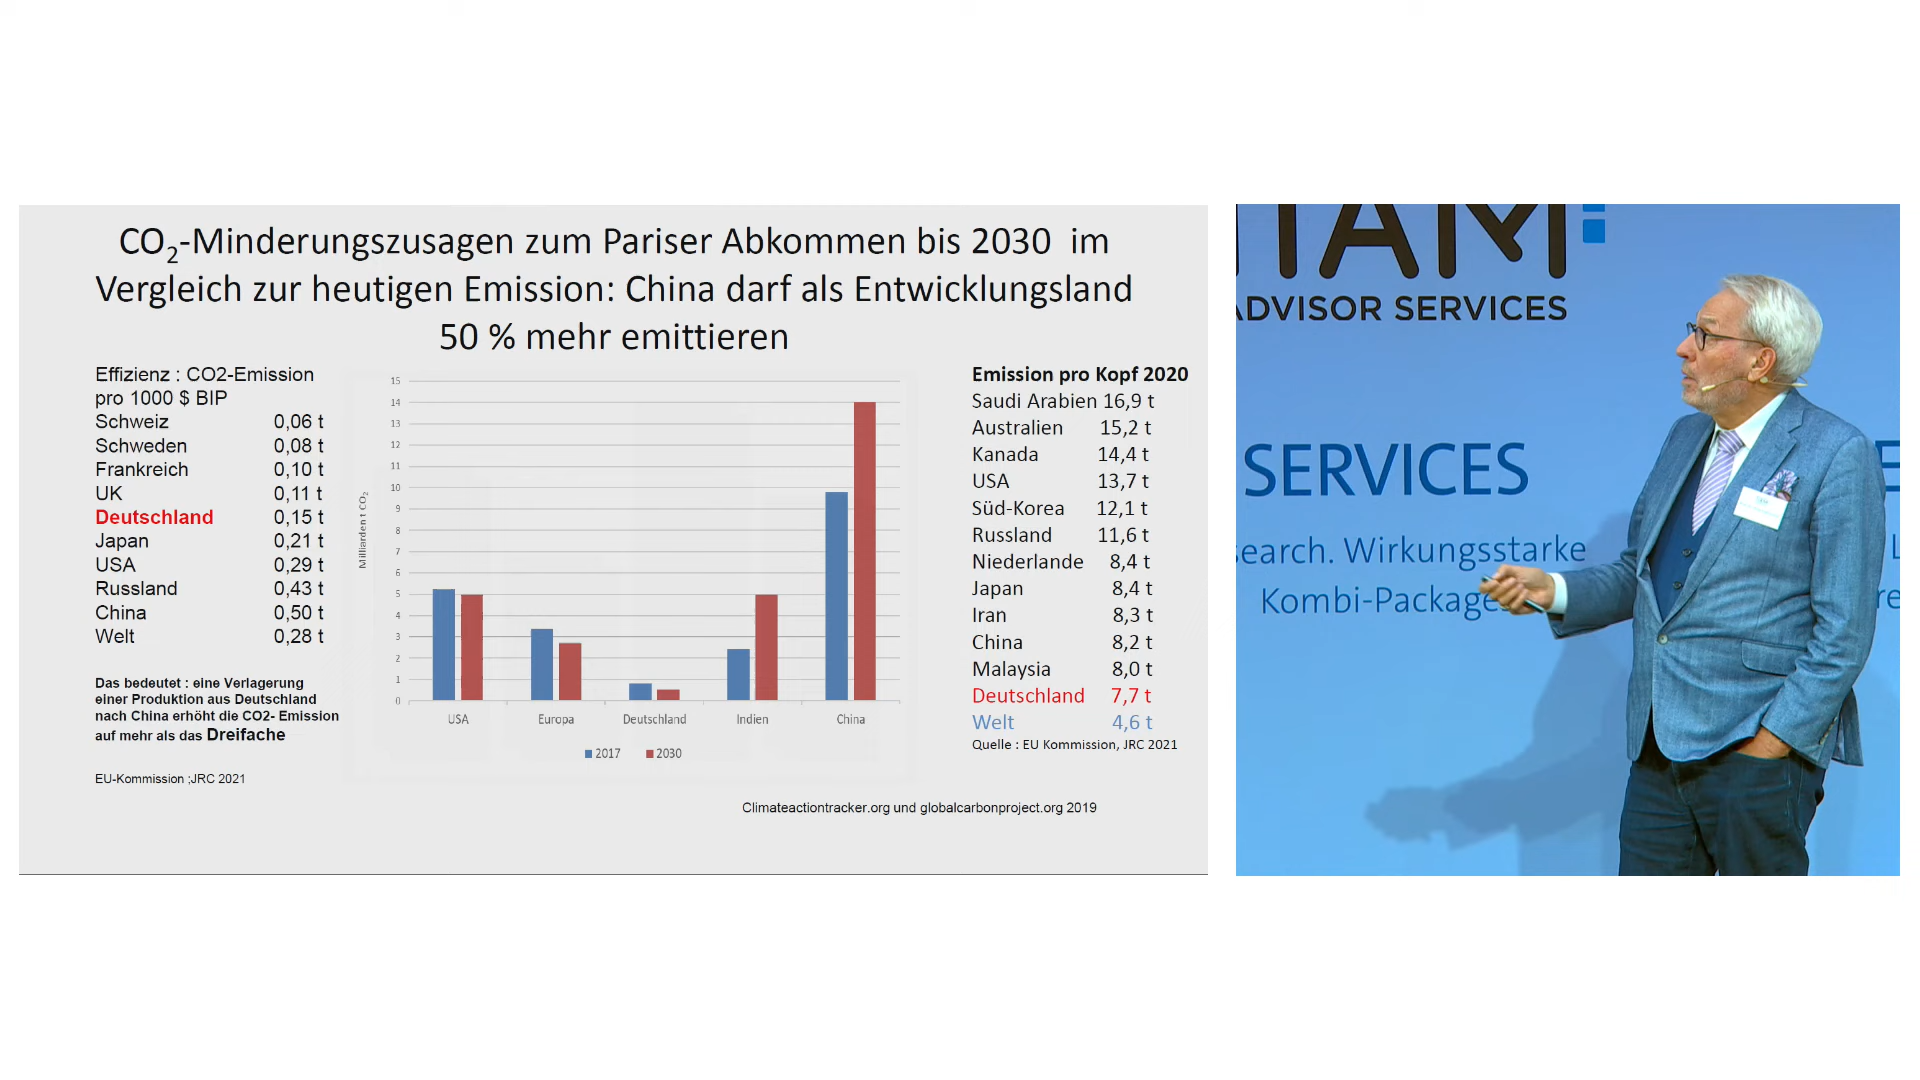 CO2-Minderungszusagen zum Pariser Abkommen bis 2030 im
Vergleich zur heutigen Emission: China darf als Entwicklungsland
50 % mehr emittieren
Effizienz : CO2-Emission
pro 1000 $ BIP
Schweiz 0,06 t
Schweden 0,08 t
Frankreich 0,10 t
UK 0,11 t
Deutschland 0,15 t
Japan 0,21 t
USA 0,29 t
Russland 0,43 t
China 0,50 t
Welt 0,28 t
Das bedeutet : eine Verlagerung
einer Produktion aus Deutschland
nach China erhöht die CO2- Emission
auf mehr als das Dreifache
EU-Kommission ;JRC 2021
Milliarden t CO2
15
14
13
12
11
10
9
8
7
6
5
4
3
2
1
0
USA Europa Deutschland Indien China
2017 2030
Emission pro Kopf 2020
Saudi Arabien 16,9 t
Australien 15,2 t
Kanada 14,4 t
USA 13,7 t
Süd-Korea 12,1 t
Russland 11,6 t
Niederlande 8,4 t
Japan 8,4 t
Iran 8,3 t
China 8,2 t
Malaysia 8,0 t
Deutschland 7,7 t
Welt 4,6 t
Quelle : EU Kommission, JRC 2021
Climateactiontracker.org und globalcarbonproject.org 2019
ADVISOR SERVICES
SERVICES
search. Wirkungsstarke
Kombi-Packages